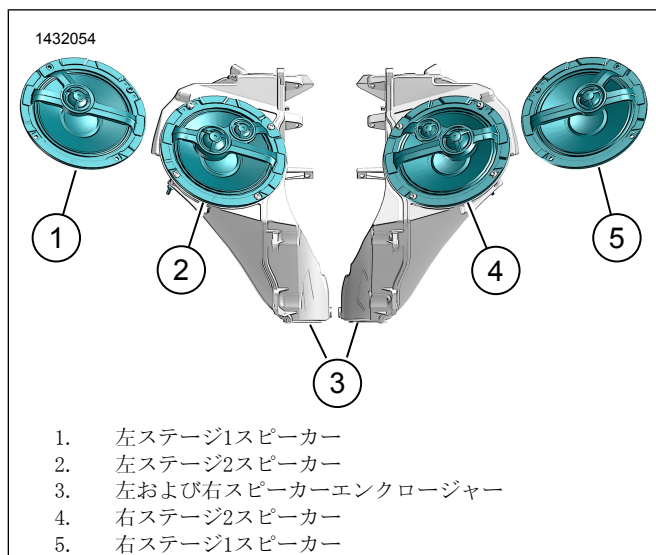 1432054
1
2
3
4
5
1. 左ステージ1スピーカー
2. 左ステージ2スピーカー
3. 左および右スピーカーエンクロージャー
4. 右ステージ2スピーカー
5. 右ステージ1スピーカー